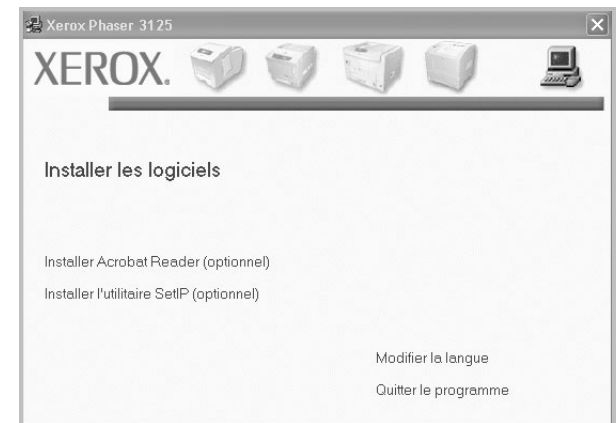 Xerox Phaser 3125
XEROX.
Installer les logiciels
Installer Acrobat Reader (optionnel)
Installer l'utilitaire SetIP (optionnel)
Modifier la langue
Quitter le programme